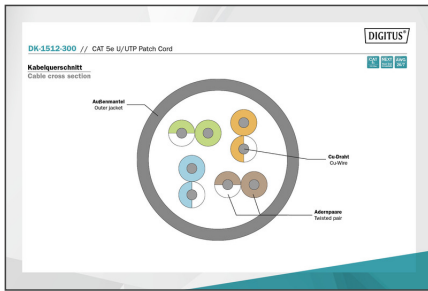 DIGITUS®
DK-1512-300 // CAT 5e U/UTP Patch Cord
Kabelquerschnitt
Cable cross section
Außenmantel
Outer jacket
Cu-Draht
Cu-Wire
Adernpaare
Twisted pair